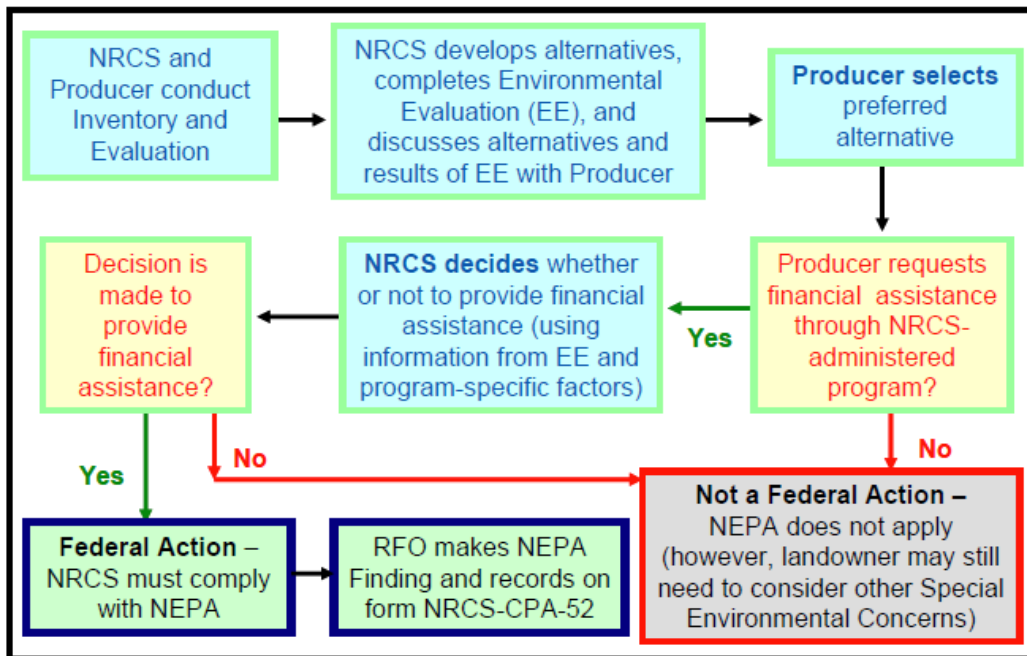 NRCS and
Producer conduct
Inventory and
Evaluation
NRCS develops alternatives,
completes Environmental
Evaluation (EE), and
discusses alternatives and
results of EE with Producer
Producer selects
preferred
alternative
Producer requests
financial assistance
through NRCS-
administered
program?
Yes
NRCS decides whether
or not to provide financial
assistance (using
information from EE and
program-specific factors)
Decision is
made to
provide
financial
assistance?
Yes
No
No
Federal Action –
NRCS must comply
with NEPA
RFO makes NEPA
Finding and records on
form NRCS-CPA-52
Not a Federal Action –
NEPA does not apply
(however, landowner may still
need to consider other Special
Environmental Concerns)